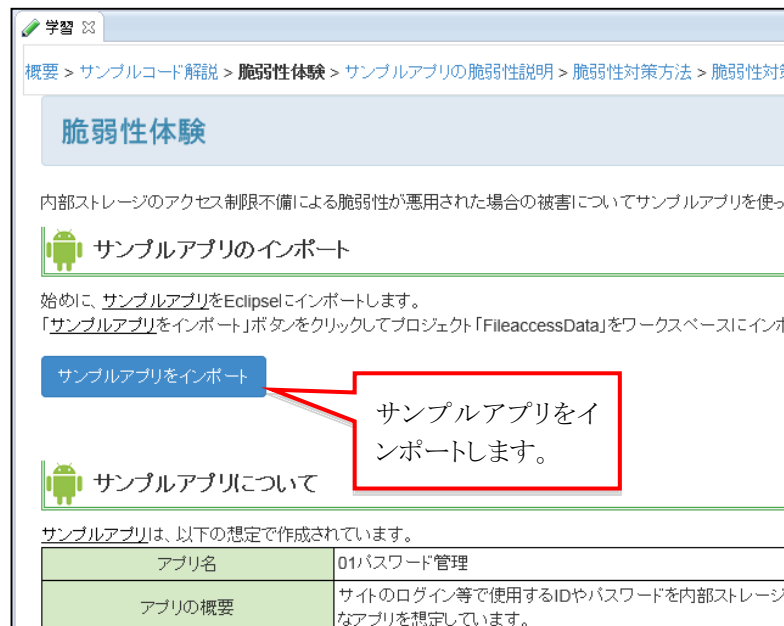 学習
概要 > サンプルコード解説 > 脆弱性体験 > サンプルアプリの脆弱性説明 > 脆弱性対策方法 > 脆弱性対
脆弱性体験
内部ストレージのアクセス制限不備による脆弱性が悪用された場合の被害についてサンプルアプリを使っ
サンプルアプリのインポート
始めに、サンプルアプリをEclipseにインポートします。
「サンプルアプリをインポート」ボタンをクリックしてプロジェクト「FileaccessData」をワークスペースにインポ
サンプルアプリをインポート
サンプルアプリをイ
ンポートします。
サンプルアプリについて
サンプルアプリは、以下の想定で作成されています。
アプリ名 01パスワード管理
アプリの概要 サイトのログイン等で使用するIDやパスワードを内部ストレージ
なアプリを想定しています。